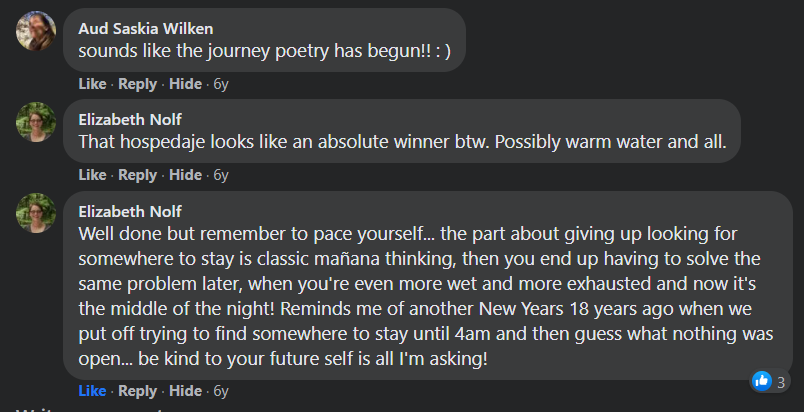 Aud Saskia Wilken
sounds like the journey poetry has begun!! : )
Like · Reply · Hide · 6y
Elizabeth Nolf
That hospedaje looks like an absolute winner btw. Possibly warm water and all.
Like · Reply · Hide · 6y
Elizabeth Nolf
Well done but remember to pace yourself... the part about giving up looking for
somewhere to stay is classic mañana thinking, then you end up having to solve the
same problem later, when you're even more wet and more exhausted and now it's
the middle of the night! Reminds me of another New Years 18 years ago when we
put off trying to find somewhere to stay until 4am and then guess what nothing was
open... be kind to your future self is all I'm asking!
3
Like · Reply · Hide · 6y